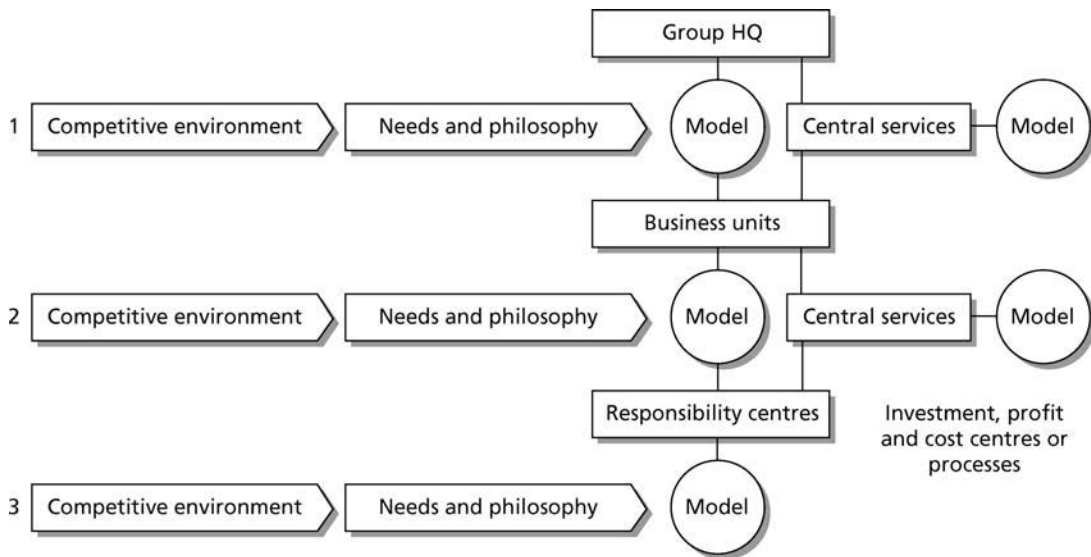 Group HQ
1 Competitive environment Needs and philosophy Model Central services Model
Business units
2 Competitive environment Needs and philosophy Model Central services Model
Responsibility centres
Investment, profit
and cost centres or
processes
3 Competitive environment Needs and philosophy Model